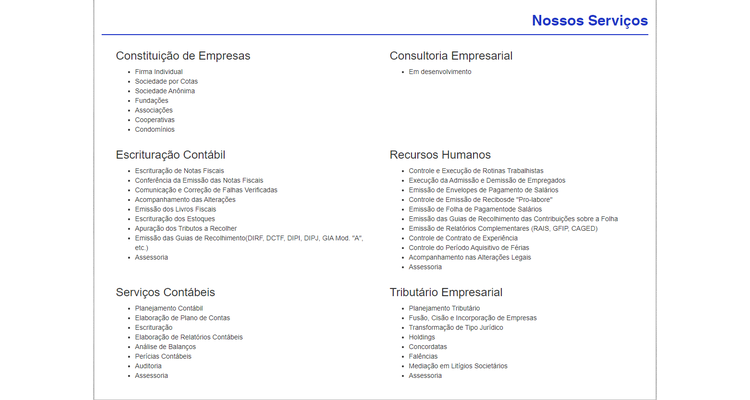 Nossos Serviços
Constituição de Empresas
Firma Individual
Sociedade por Cotas
Sociedade Anônima
Fundações
Associações
Cooperativas
Condomínios
Consultoria Empresarial
Em desenvolvimento
Escrituração Contábil
Escrituração de Notas Fiscais
Conferência da Emissão das Notas Fiscais
Comunicação e Correção de Falhas Verificadas
Acompanhamento das Alterações
Emissão dos Livros Fiscais
Escrituração dos Estoques
Apuração dos Tributos a Recolher
Emissão das Guias de Recolhimento(DIRF, DCTF, DIPI, DIPJ, GIA Mod. "A",
etc.)
Assessoria
Recursos Humanos
Controle e Execução de Rotinas Trabalhistas
Execução da Admissão e Demissão de Empregados
Emissão de Envelopes de Pagamento de Salários
Controle de Emissão de Recibosde "Pro-labore"
Emissão de Folha de Pagamentode Salários
Emissão das Guias de Recolhimento das Contribuições sobre a Folha
Emissão de Relatórios Complementares (RAIS, GFIP, CAGED)
Controle de Contrato de Experiência
Controle do Período Aquisitivo de Férias
Acompanhamento nas Alterações Legais
Assessoria
Serviços Contábeis
Planejamento Contábil
Elaboração de Plano de Contas
Escrituração
Elaboração de Relatórios Contábeis
Análise de Balanços
Perícias Contábeis
Auditoria
Assessoria
Tributário Empresarial
Planejamento Tributário
Fusão, Cisão e Incorporação de Empresas
Transformação de Tipo Jurídico
Holdings
Concordatas
Falências
Mediação em Litígios Societários
Assessoria